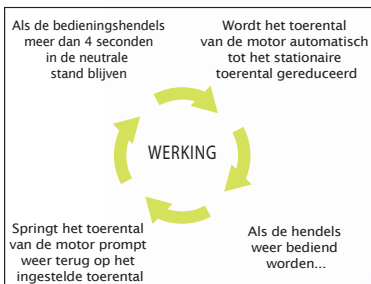 Als de bedieningshendels
meer dan 4 seconden
in de neutrale
stand blijven
Wordt het toerental
van de motor automatisch
tot het stationaire
toerental gereduceerd
WERKING
Als de hendels
weer bediend
worden...
Springt het toerental
van de motor prompt
weer terug op het
ingestelde toerental